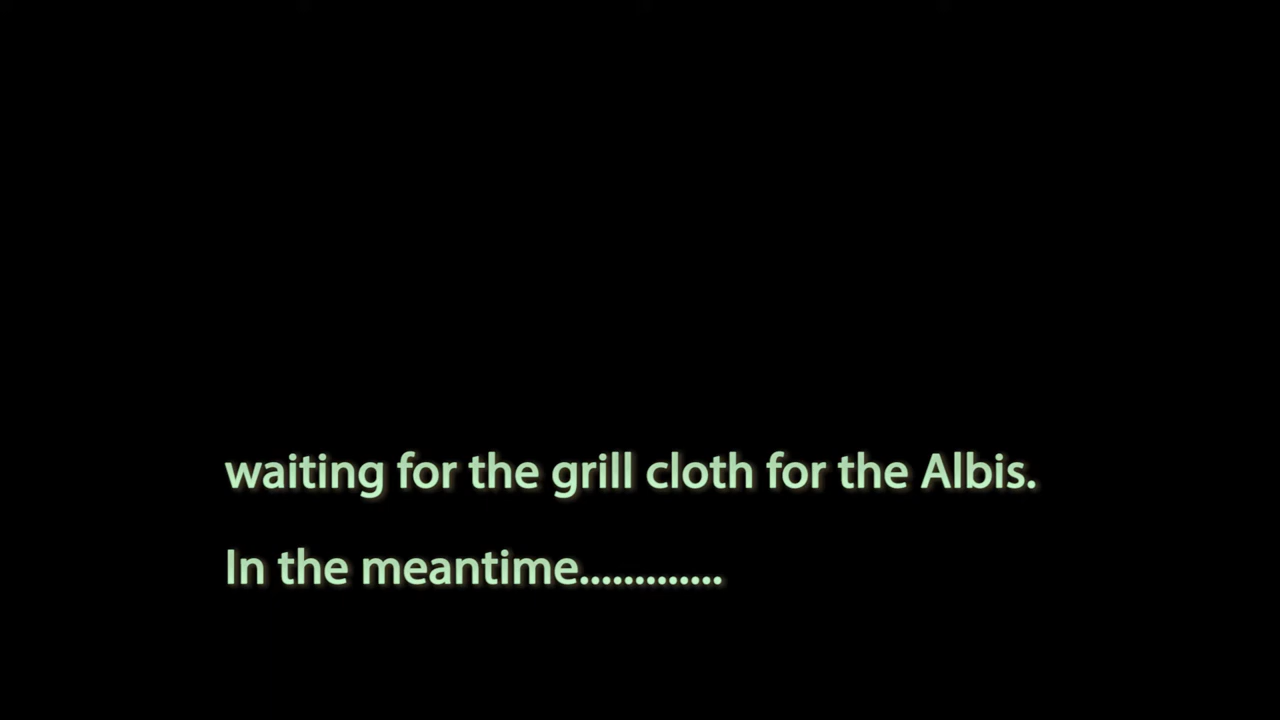 waiting for the grill cloth for the Albis.
In the meantime.............